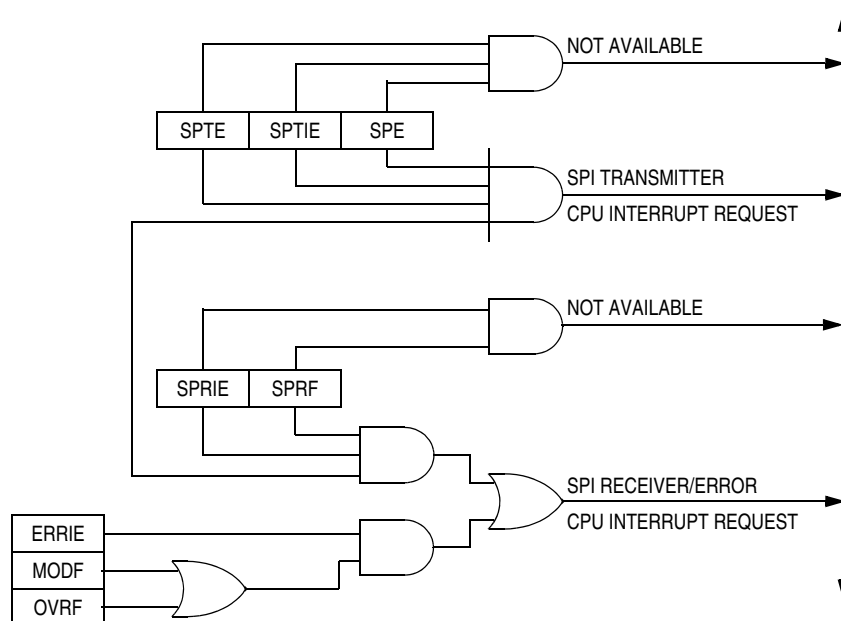 NOT AVAILABLE
SPTE SPTIE SPE
SPI TRANSMITTER
CPU INTERRUPT REQUEST
NOT AVAILABLE
SPRIE SPRF
SPI RECEIVER/ERROR
CPU INTERRUPT REQUEST
ERRIE
MODF
OVRF